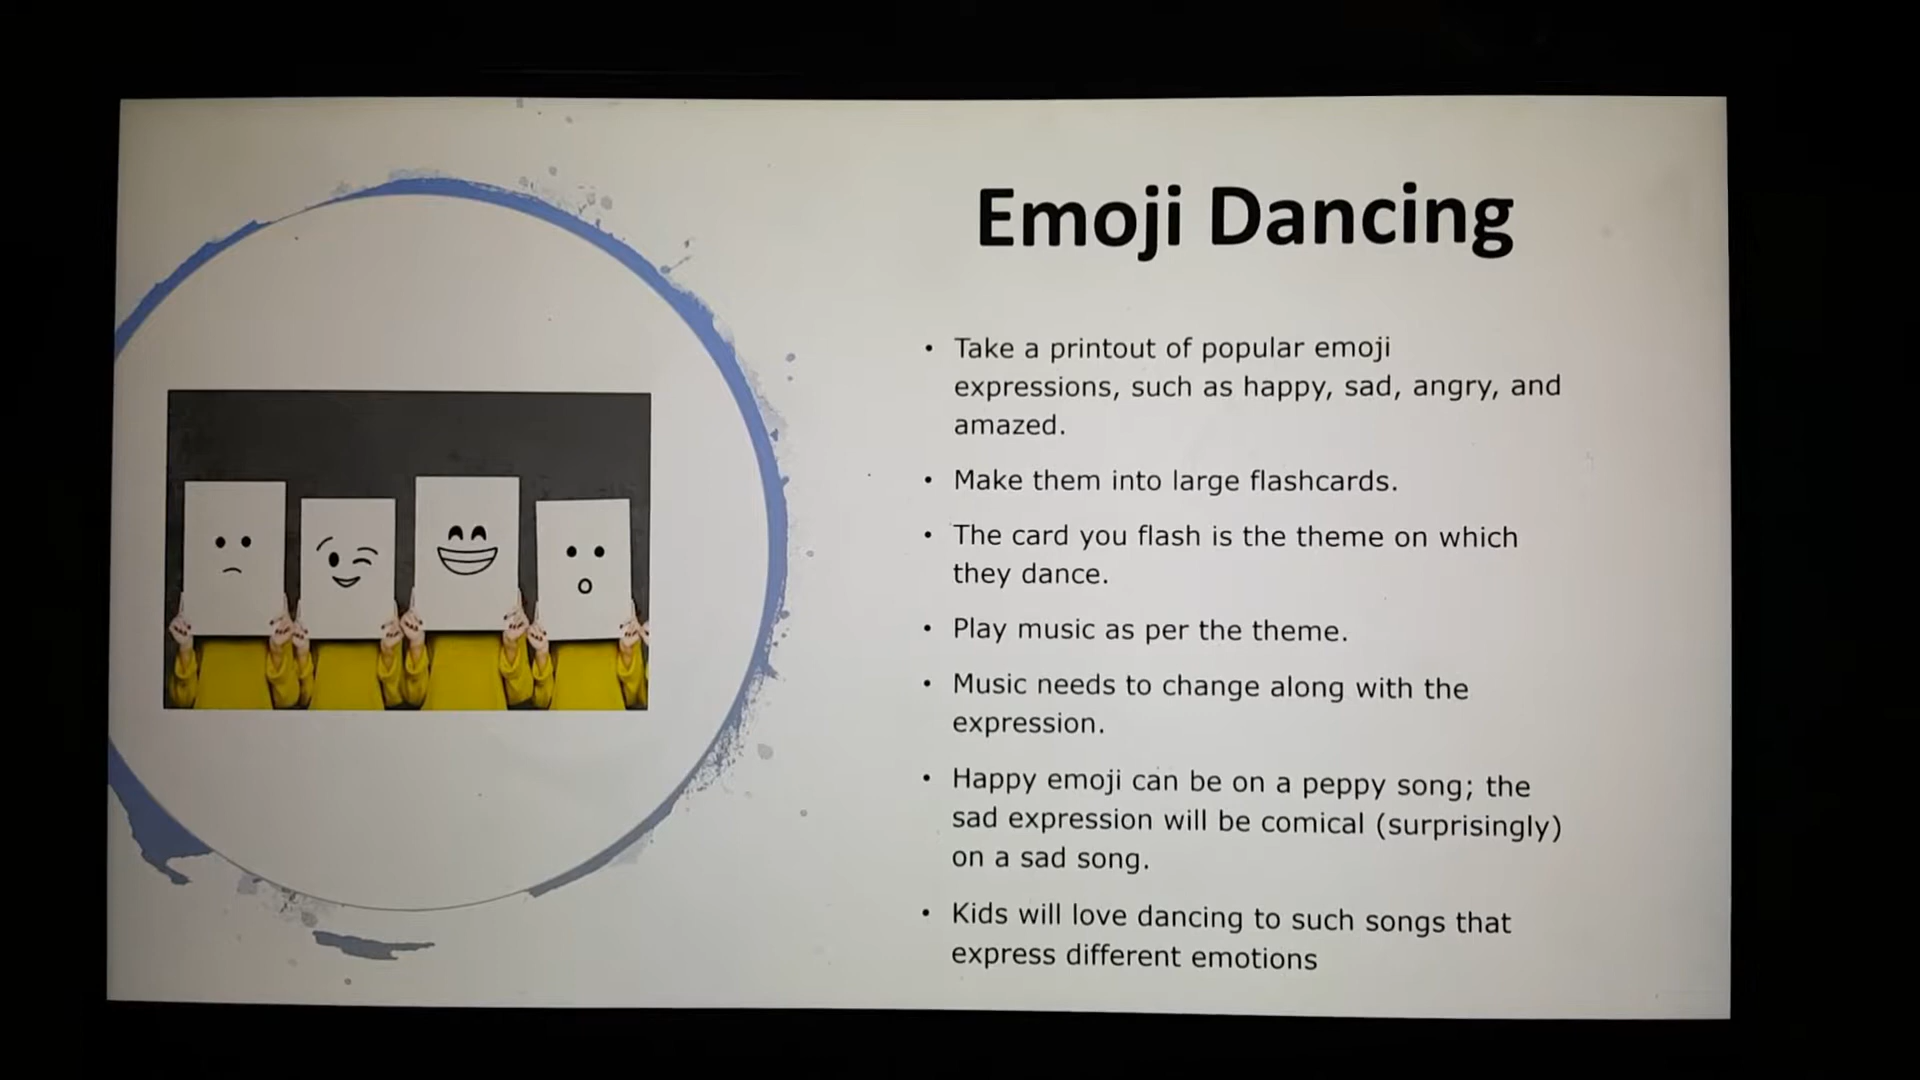 Emoji Dancing
• Take a printout of popular emoji
expressions, such as happy, sad, angry, and
amazed.
• Make them into large flashcards.
• The card you flash is the theme on which
they dance.
• Play music as per the theme.
• Music needs to change along with the
expression.
• Happy emoji can be on a peppy song; the
sad expression will be comical (surprisingly)
on a sad song.
• Kids will love dancing to such songs that
express different emotions